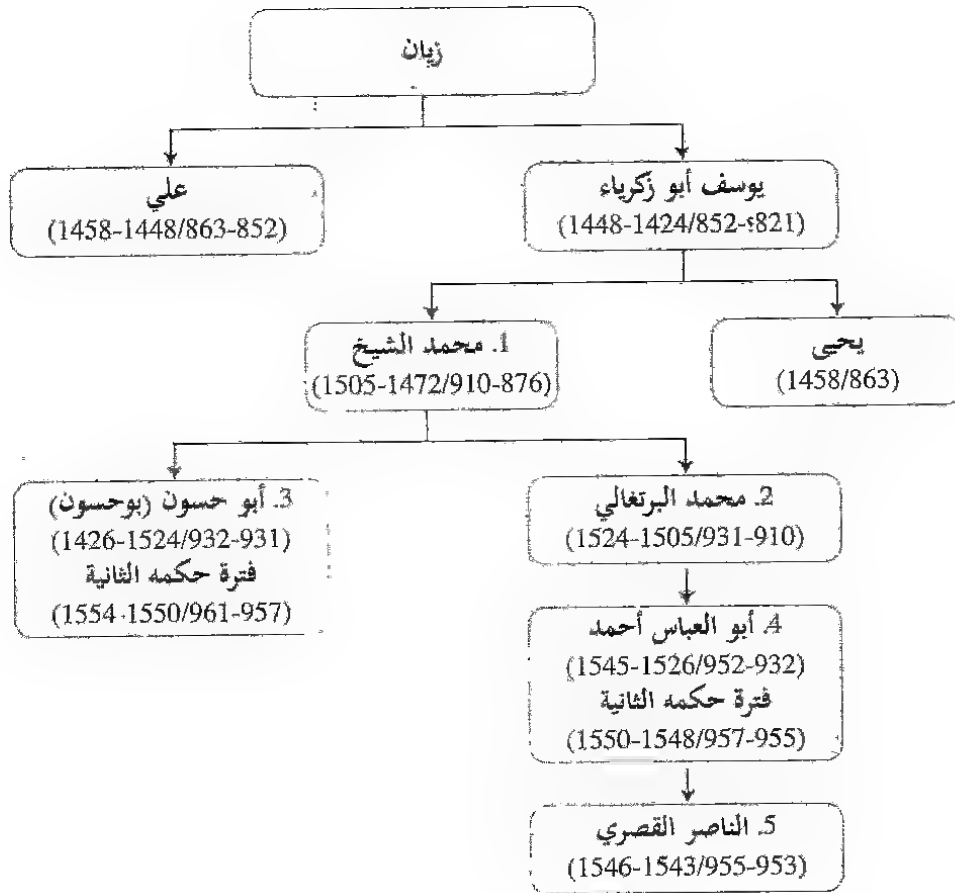 زيان
يوسف أبو زكرياء
(821؟-852/1424-1448)
علي
(852-863/1448-1458)
يحيى
(863/1458)
1. محمد الشيخ
(876-910/1472-1505)
2. محمد البرتغالي
(910-931/1505-1524)
3. أبو حسون (بوحسون)
(931-932/1524-1426)
فترة حكمه الثانية
(957-961/1550-1554)
4. أبو العباس أحمد
(932-952/1526-1545)
فترة حكمه الثانية
(955-957/1548-1550)
5. الناصر القصري
(953-955/1543-1546)